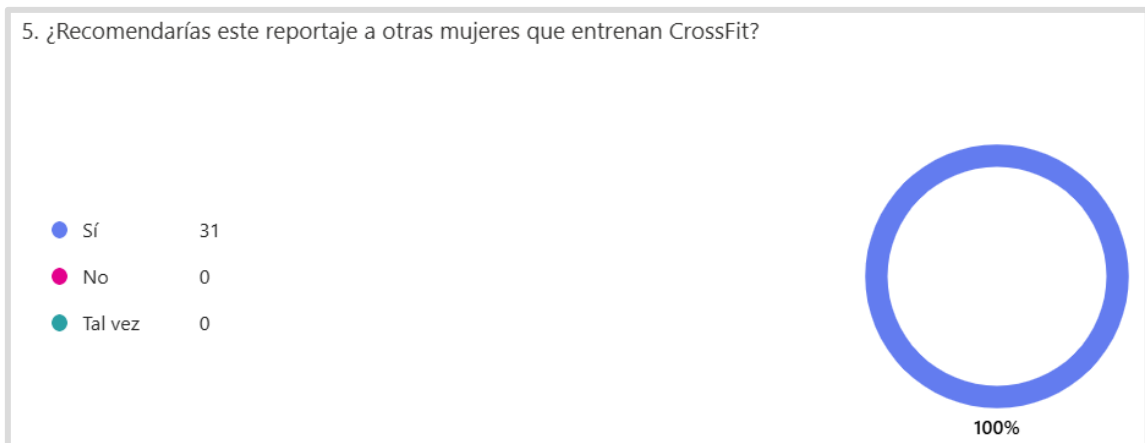 5. ¿Recomendarías este reportaje a otras mujeres que entrenan CrossFit?
Sí 31
No 0
Tal vez 0
100%